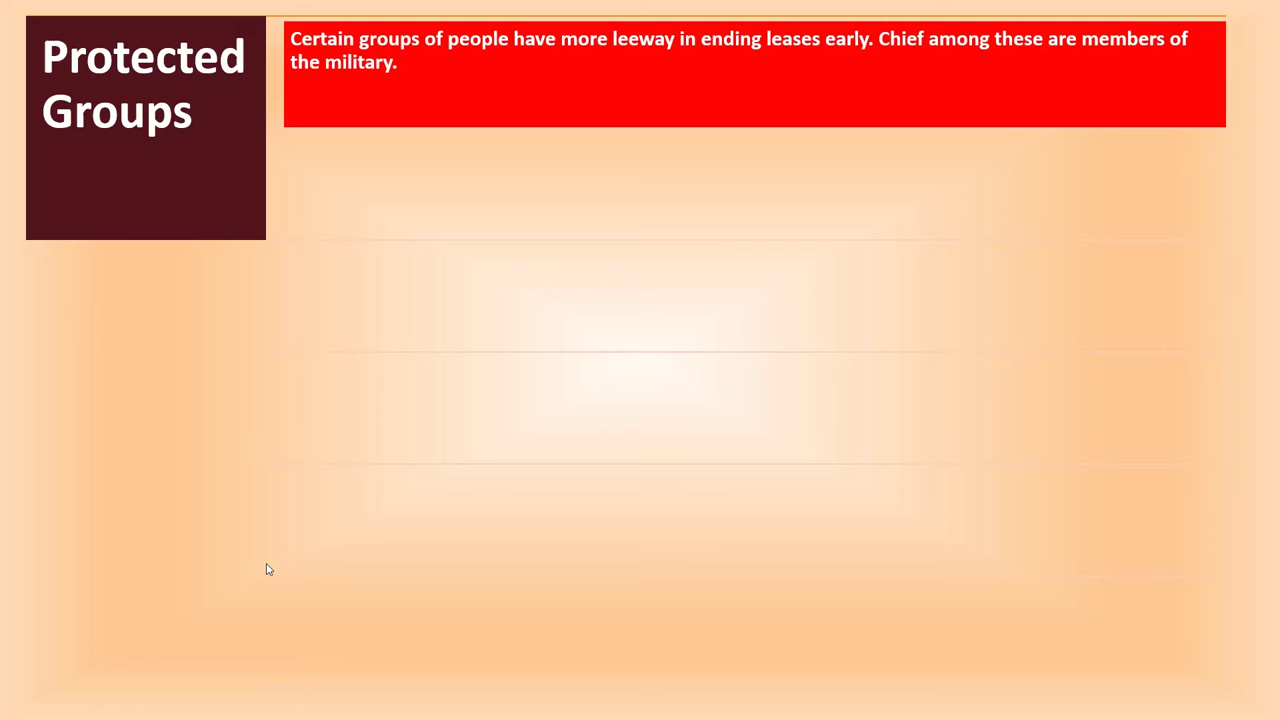 Protected
Groups
Certain groups of people have more leeway in ending leases early. Chief among these are members of
the military.